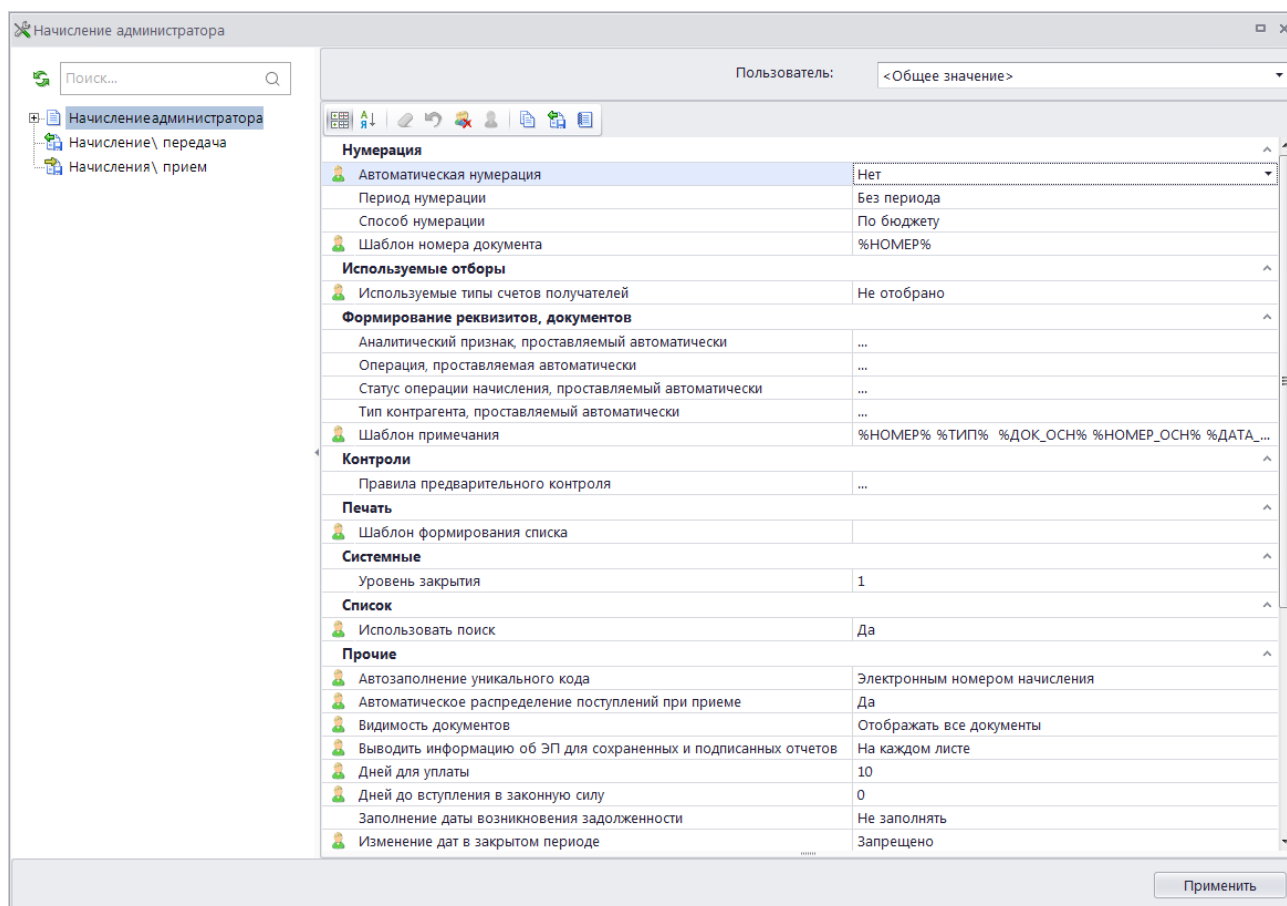 Начисление администратора
Поиск...
Пользователь: <Общее значение>
Начислениеадминистратора
Начисление\ передача
Начисления\ прием
Нумерация
Автоматическая нумерация Нет
Период нумерации Без периода
Способ нумерации По бюджету
Шаблон номера документа %НОМЕР%
Используемые отборы
Используемые типы счетов получателей Не отобрано
Формирование реквизитов, документов
Аналитический признак, проставляемый автоматически ...
Операция, проставляемая автоматически ...
Статус операции начисления, проставляемый автоматически ...
Тип контрагента, проставляемый автоматически ...
Шаблон примечания %НОМЕР% %ТИП% %ДОК_ОСН% %НОМЕР_ОСН% %ДАТА_...
Контроли
Правила предварительного контроля ...
Печать
Шаблон формирования списка
Системные
Уровень закрытия 1
Список
Использовать поиск Да
Прочие
Автозаполнение уникального кода Электронным номером начисления
Автоматическое распределение поступлений при приеме Да
Видимость документов Отображать все документы
Выводить информацию об ЭП для сохраненных и подписанных отчетов На каждом листе
Дней для уплаты 10
Дней до вступления в законную силу 0
Заполнение даты возникновения задолженности Не заполнять
Изменение дат в закрытом периоде Запрещено
Применить